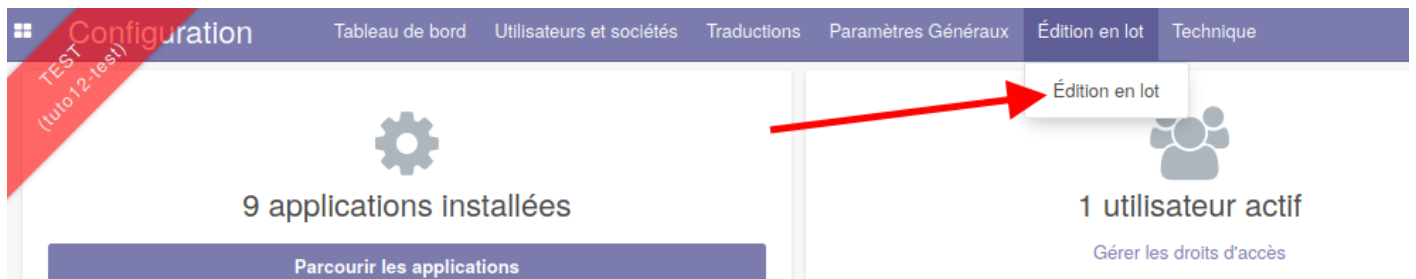 Configuration Tableau de bord Utilisateurs et sociétés Traductions Paramètres Généraux Édition en lot Technique
TEST
(tuto12-test)
Édition en lot
9 applications installées
1 utilisateur actif
Parcourir les applications
Gérer les droits d'accès